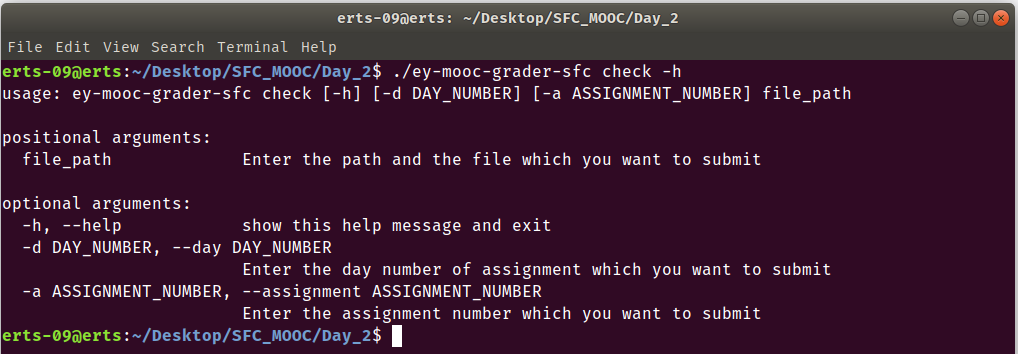 erts-09@erts: ~/Desktop/SFC_MOOC/Day_2
File Edit View Search Terminal Help
erts-09@erts:~/Desktop/SFC_MOOC/Day_2$ ./ey-mooc-grader-sfc check -h
usage: ey-mooc-grader-sfc check [-h] [-d DAY_NUMBER] [-a ASSIGNMENT_NUMBER] file_path
positional arguments:
file_path Enter the path and the file which you want to submit
optional arguments:
-h, --help show this help message and exit
-d DAY_NUMBER, --day DAY_NUMBER
Enter the day number of assignment which you want to submit
-a ASSIGNMENT_NUMBER, --assignment ASSIGNMENT_NUMBER
Enter the assignment number which you want to submit
erts-09@erts:~/Desktop/SFC_MOOC/Day_2$